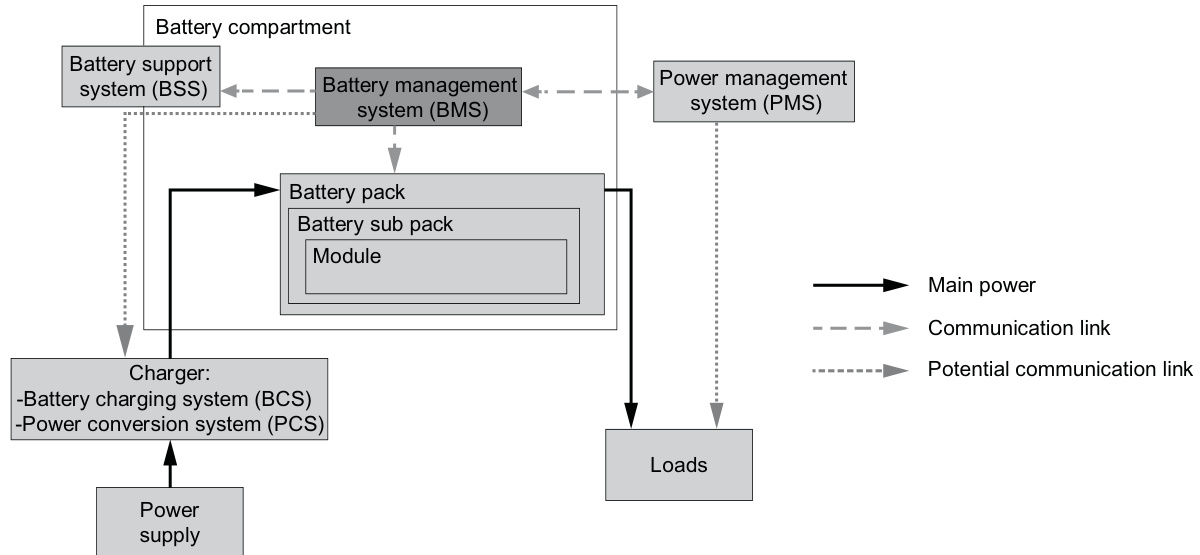 Battery compartment
Battery support
system (BSS)
Battery management
system (BMS)
Power management
system (PMS)
Battery pack
Battery sub pack
Module
Main power
Communication link
Potential communication link
Charger:
-Battery charging system (BCS)
-Power conversion system (PCS)
Loads
Power
supply